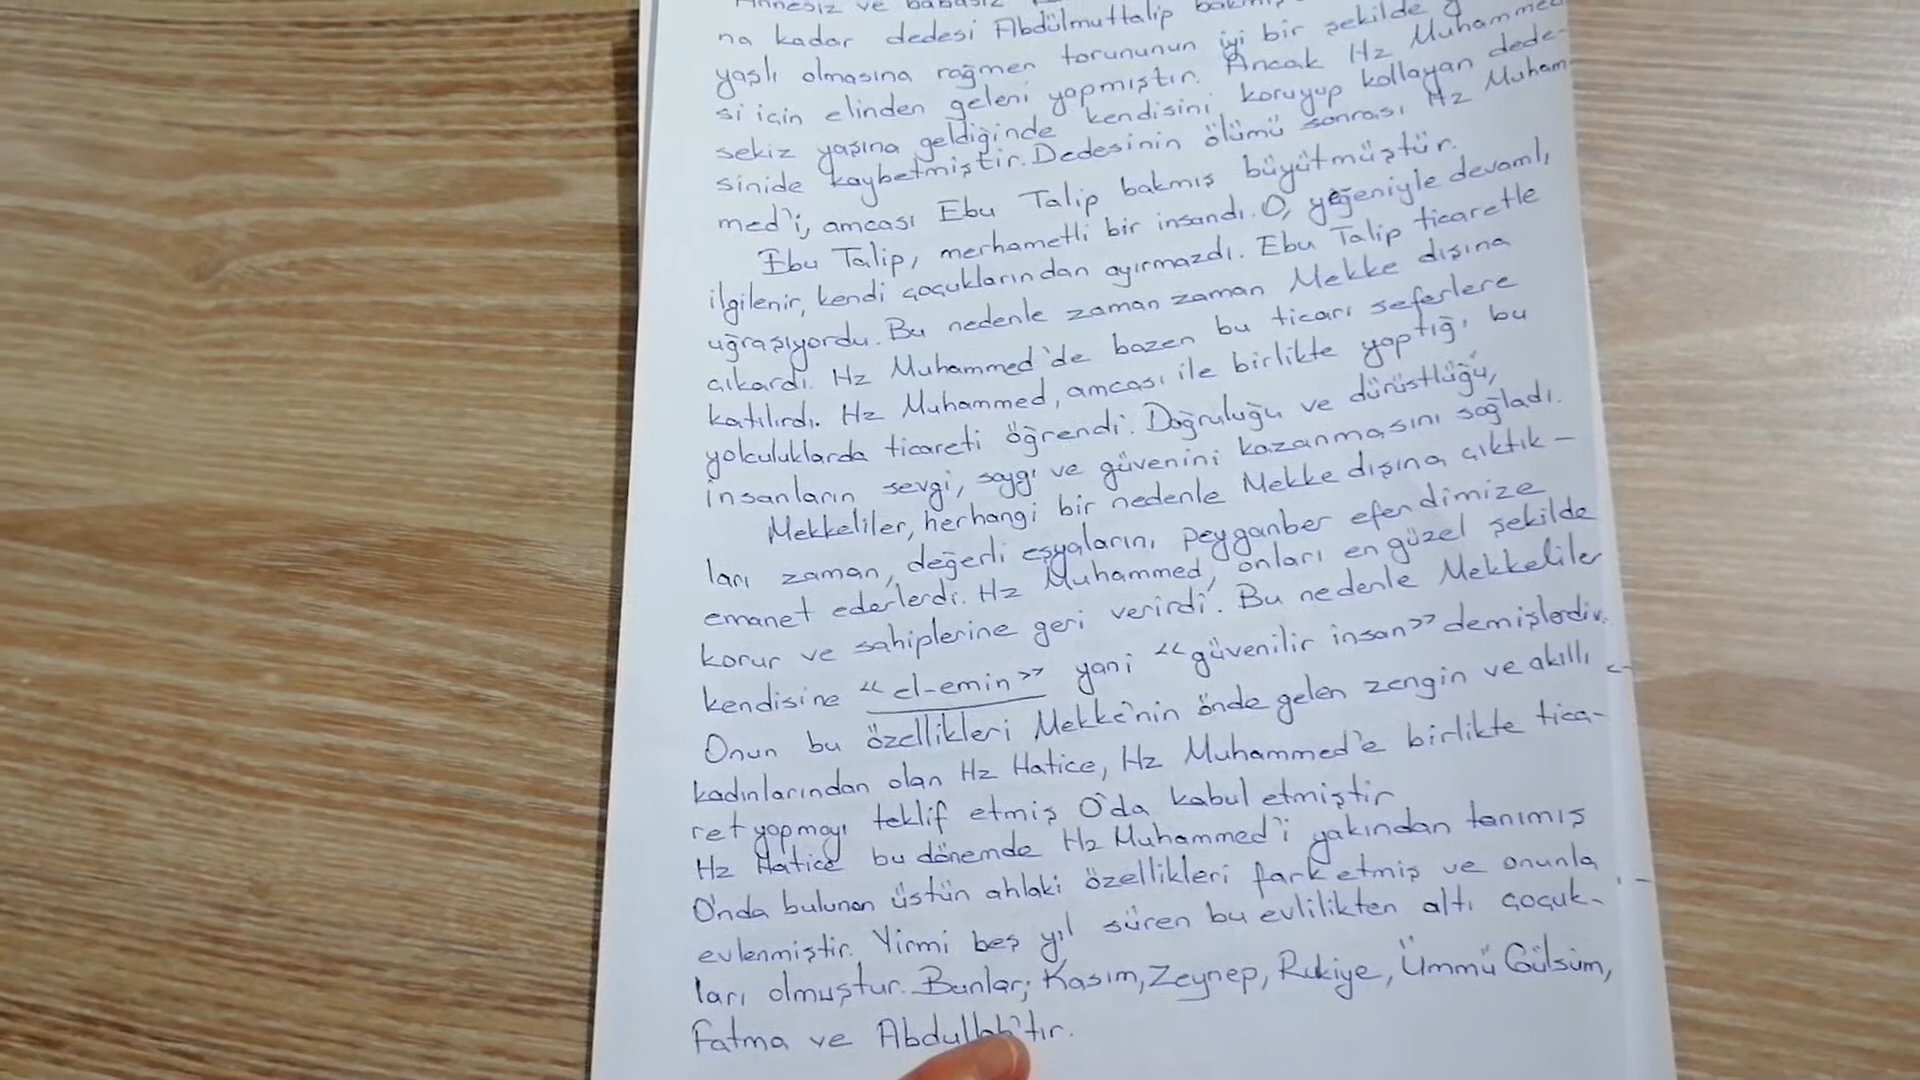 Annesiz ve babasız
na kadar dedesi Abdülmuttalip
yaşlı olmasına rağmen torununun iyi bir şekilde
si için elinden geleni yapmıştır. Ancak Hz Muhammed
sekiz yaşına geldiğinde kendisini koruyup kollayan dede-
sinide kaybetmiştir. Dedesinin ölümü sonrası Hz Muham
med'i, amcası Ebu Talip bakmış büyütmüştür.
Ebu Talip, merhametli bir insandı. O, yeğeniyle devamlı
ilgilenir, kendi çocuklarından ayırmazdı. Ebu Talip ticaretle
uğraşıyordu. Bu nedenle zaman zaman Mekke dışına
çıkardı. Hz Muhammed'de bazen bu ticari seferlere
katılırdı. Hz Muhammed, amcası ile birlikte yaptığı bu
yolculuklarda ticareti öğrendi. Doğruluğu ve dürüstlüğü,
insanların sevgi, saygı ve güvenini kazanmasını sağladı.
Mekkeliler, herhangi bir nedenle Mekke dışına çıktık-
ları zaman, değerli eşyalarını peyganber efendimize
emanet ederlerdi. Hz Muhammed, onları en güzel şekilde
korur ve sahiplerine geri verirdi. Bu nedenle Mekkeliler
kendisine «el-emin» yani «güvenilir insan» demişlerdir.
Onun bu özellikleri Mekke'nin önde gelen zengin ve akıllı
kadınlarından olan Hz Hatice, Hz Muhammed'e birlikte tica-
ret yapmayı teklif etmiş O'da kabul etmiştir
Hz Hatice bu dönemde Hz Muhammed'i yakından tanımış
O'nda bulunan üstün ahlaki özellikleri fark etmiş ve onunla
evlenmiştir. Yirmi beş yıl süren bu evlilikten altı çocuk-
ları olmuştur. Bunlar; Kasım, Zeynep, Rukiye, Ümmü Gülsüm,
Fatma ve Abdullah'tır.